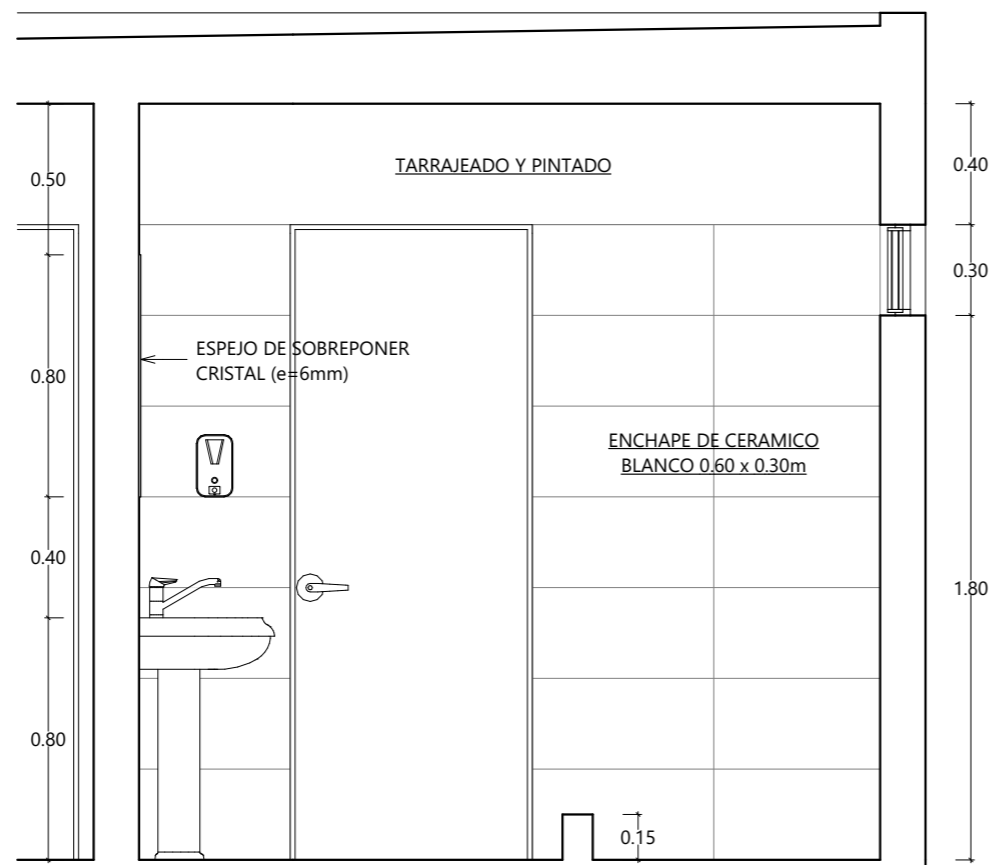 TARRAJEADO Y PINTADO
0.50
0.40
0.30
ESPEJO DE SOBREPONER
CRISTAL (e=6mm)
0.80
ENCHAPE DE CERAMICO
BLANCO 0.60 x 0.30m
0.40
1.80
0.80
0.15